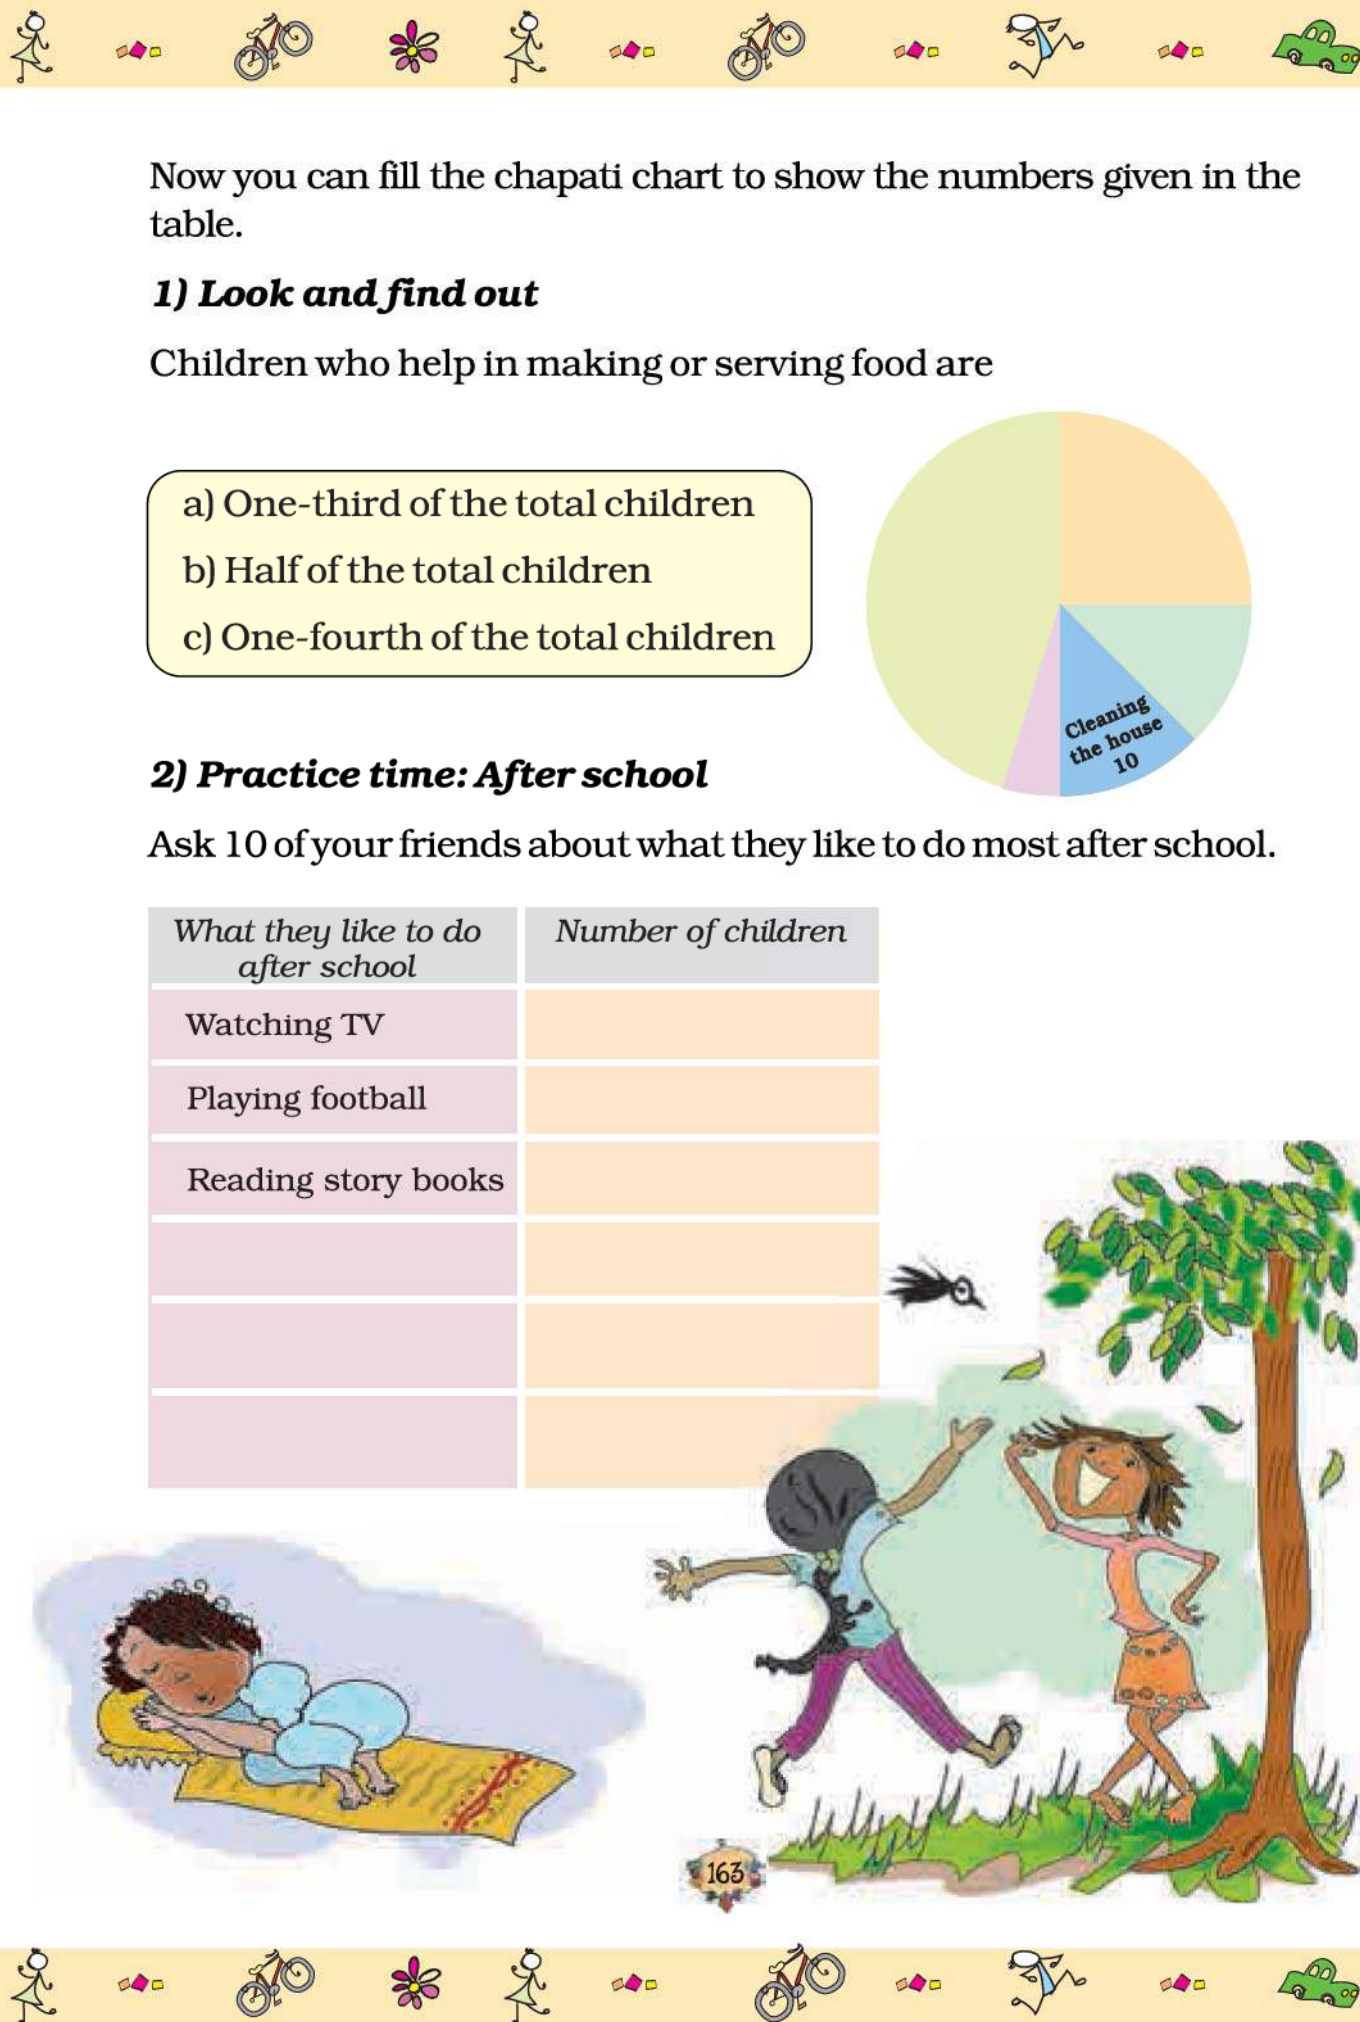 Now you can fill the chapati chart to show the numbers given in the
table.
1) Look and find out
Children who help in making or serving food are
a) One-third of the total children
b) Half of the total children
c) One-fourth of the total children
Cleaning
the house
10
2) Practice time: After school
Ask 10 of your friends about what they like to do most after school.
What they like to do
after school
Number of children
Watching TV
Playing football
Reading story books
163